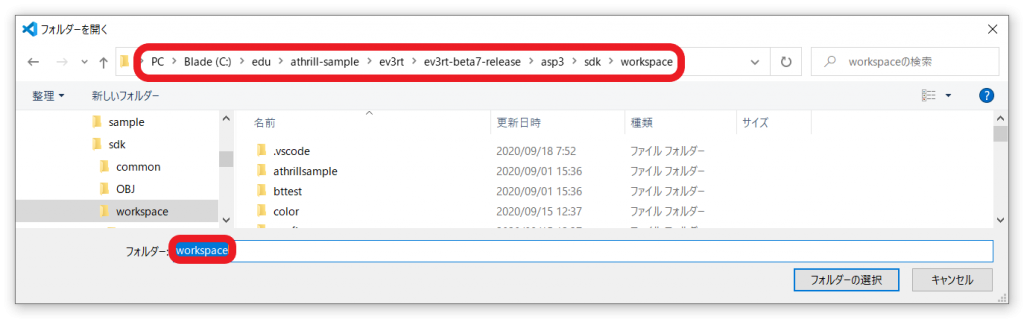 フォルダーを開く
PC › Blade (C:) › edu › athrill-sample › ev3rt › ev3rt-beta7-release › asp3 › sdk › workspace
workspaceの検索
整理 新しいフォルダー
sample
sdk
common
OBJ
workspace
名前 更新日時 種類 サイズ
.vscode 2020/09/18 7:52 ファイル フォルダー
athrillsample 2020/09/01 15:36 ファイル フォルダー
bttest 2020/09/01 15:36 ファイル フォルダー
color 2020/09/15 12:37 ファイル フォルダー
フォルダー: workspace
フォルダーの選択 キャンセル